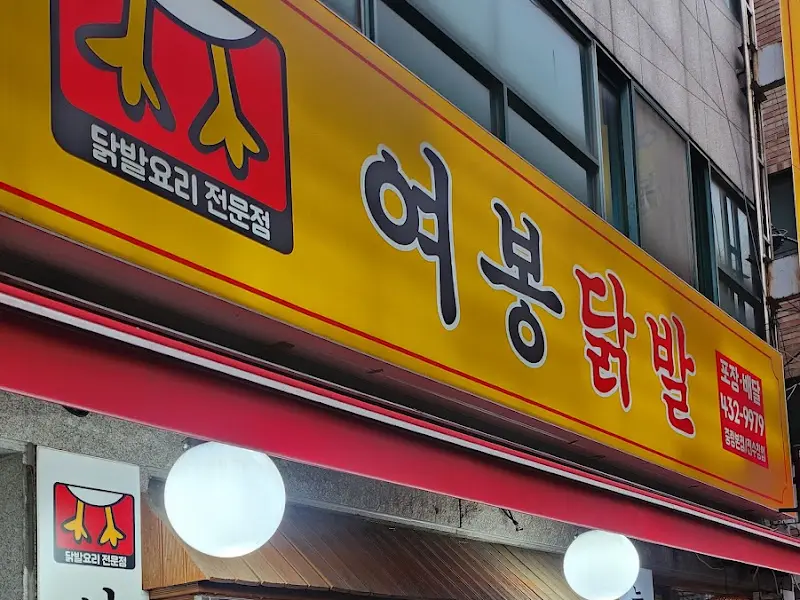 닭발요리 전문점
여봉닭발
포장·배달
432-9979
닭발요리 전문점